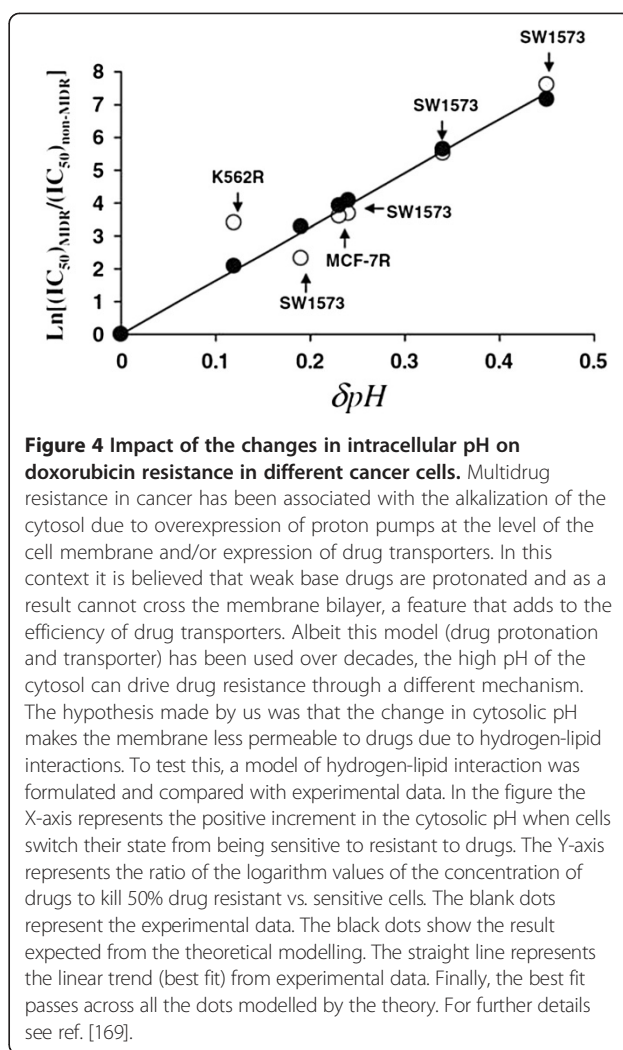 SW1573
8
7
SW1573
6
5
K562R
4
SW1573
3
MCF-7R
2
1
SW1573
0
0
0.1
0.2
0.3
0.4
0.5
Ln[(IC50)MDR/(IC50)non-MDR]
δpH
Figure 4 Impact of the changes in intracellular pH on
doxorubicin resistance in different cancer cells. Multidrug
resistance in cancer has been associated with the alkalization of the
cytosol due to overexpression of proton pumps at the level of the
cell membrane and/or expression of drug transporters. In this
context it is believed that weak base drugs are protonated and as a
result cannot cross the membrane bilayer, a feature that adds to the
efficiency of drug transporters. Albeit this model (drug protonation
and transporter) has been used over decades, the high pH of the
cytosol can drive drug resistance through a different mechanism.
The hypothesis made by us was that the change in cytosolic pH
makes the membrane less permeable to drugs due to hydrogen-lipid
interactions. To test this, a model of hydrogen-lipid interaction was
formulated and compared with experimental data. In the figure the
X-axis represents the positive increment in the cytosolic pH when cells
switch their state from being sensitive to resistant to drugs. The Y-axis
represents the ratio of the logarithm values of the concentration of
drugs to kill 50% drug resistant vs. sensitive cells. The blank dots
represent the experimental data. The black dots show the result
expected from the theoretical modelling. The straight line represents
the linear trend (best fit) from experimental data. Finally, the best fit
passes across all the dots modelled by the theory. For further details
see ref. [169].